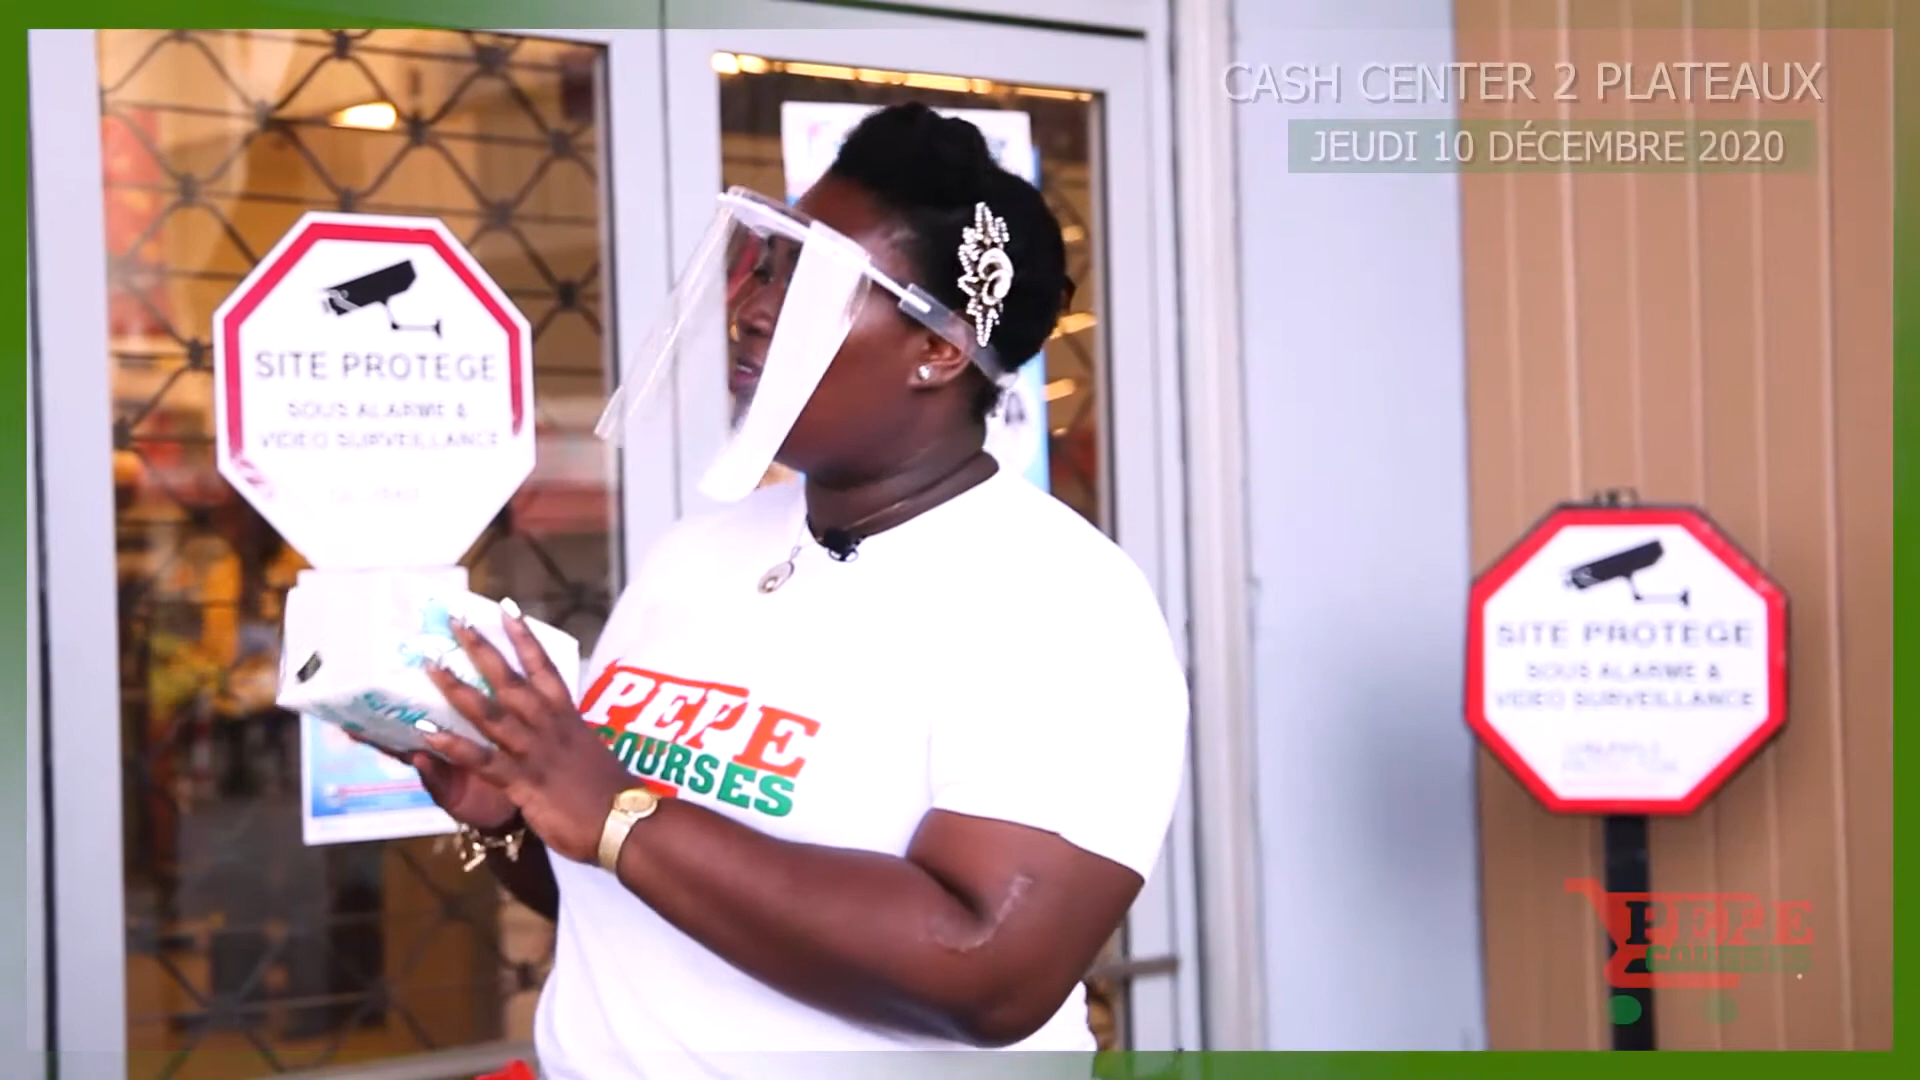 CASH CENTER 2 PLATEAUX
JEUDI 10 DÉCEMBRE 2020
SITE PROTEGE
SOUS ALARME &
VIDEO SURVEILLANCE
PEPE
COURSES
SITE PROTEGE
SOUS ALARME &
VIDEO SURVEILLANCE
PEPE
COURSES